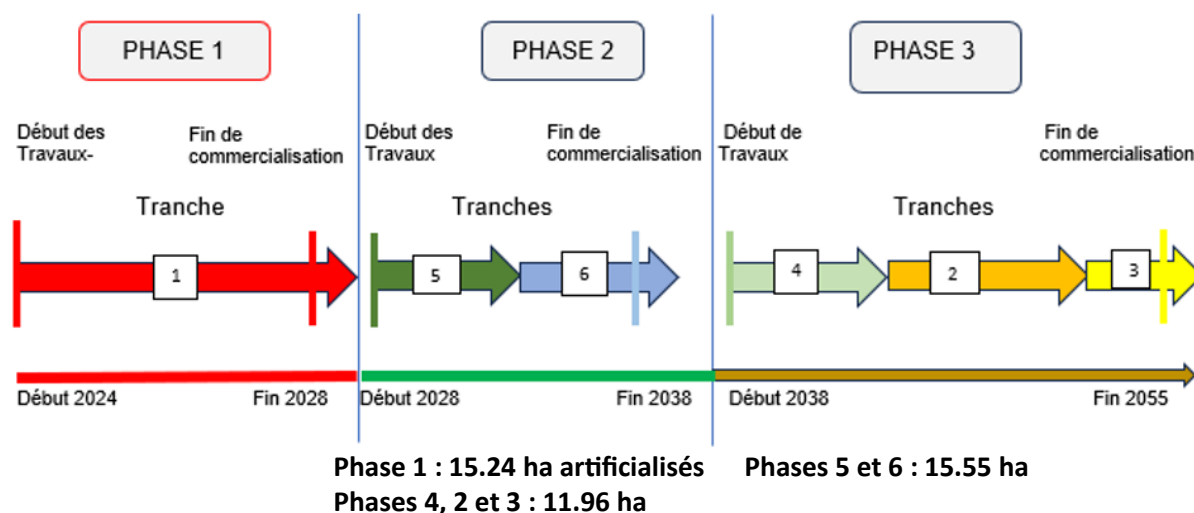 PHASE 1
PHASE 2
PHASE 3
Début des
Travaux-
Fin de
commercialisation
Début des
Travaux
Fin de
commercialisation
Début de
Travaux
Fin de
commercialisation
Tranche
Tranches
Tranches
1
5
6
4
2
3
Début 2024
Fin 2028
Début 2028
Fin 2038
Début 2038
Fin 2055
Phase 1 : 15.24 ha artificialisés
Phases 5 et 6 : 15.55 ha
Phases 4, 2 et 3 : 11.96 ha